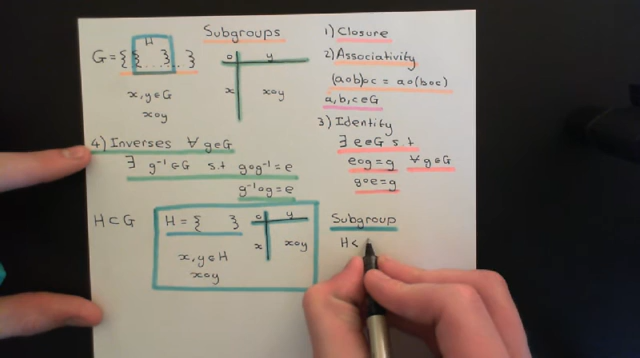 Subgroups
H
G = { { . . . . } . . }
x, y ∈ G
x∘y
∘ y
x x∘y
1) Closure
2) Associativity
(a∘b)∘c = a∘(b∘c)
a, b, c ∈ G
3) Identity
∃ e ∈ G s.t
e∘g = g ∀ g ∈ G
g∘e = g
4) Inverses ∀ g ∈ G
∃ g⁻¹ ∈ G s.t g∘g⁻¹ = e
g⁻¹∘g = e
H ⊂ G
H = { }
x, y ∈ H
x∘y
∘ y
x x∘y
Subgroup
H <